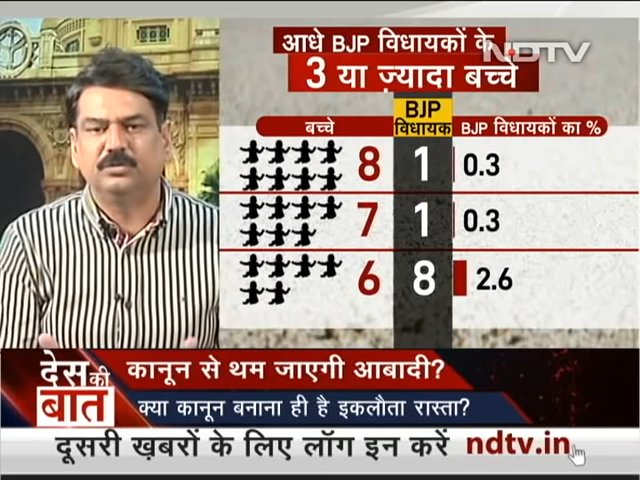 आधे BJP विधायकों के
NDTV
3 या ज़्यादा बच्चे
बच्चे
BJP
विधायक
BJP विधायकों का %
8 1 0.3
7 1 0.3
6 8 2.6
देस की
बात
कानून से थम जाएगी आबादी?
क्या कानून बनाना ही है इकलौता रास्ता?
दूसरी ख़बरों के लिए लॉग इन करें ndtv.in